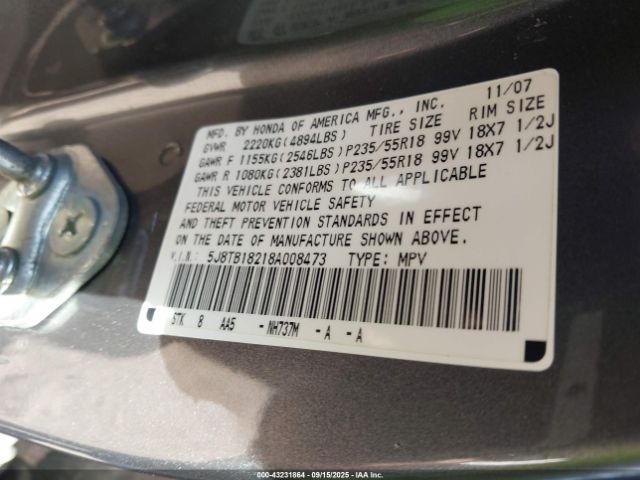 MFD. BY HONDA OF AMERICA MFG., INC. 11/07
GVWR 2220KG(4894LBS) TIRE SIZE RIM SIZE
GAWR F 1155KG(2546LBS)P235/55R18 99V 18X7 1/2J
GAWR R 1080KG(2381LBS)P235/55R18 99V 18X7 1/2J
THIS VEHICLE CONFORMS TO ALL APPLICABLE
FEDERAL MOTOR VEHICLE SAFETY
AND THEFT PREVENTION STANDARDS IN EFFECT
ON THE DATE OF MANUFACTURE SHOWN ABOVE.
V.I.N.: 5J8TB18218A008473 TYPE: MPV
STK 8 AA5 -NH737M -A -A
000-43231864 - 09/15/2025 - IAAI.COM